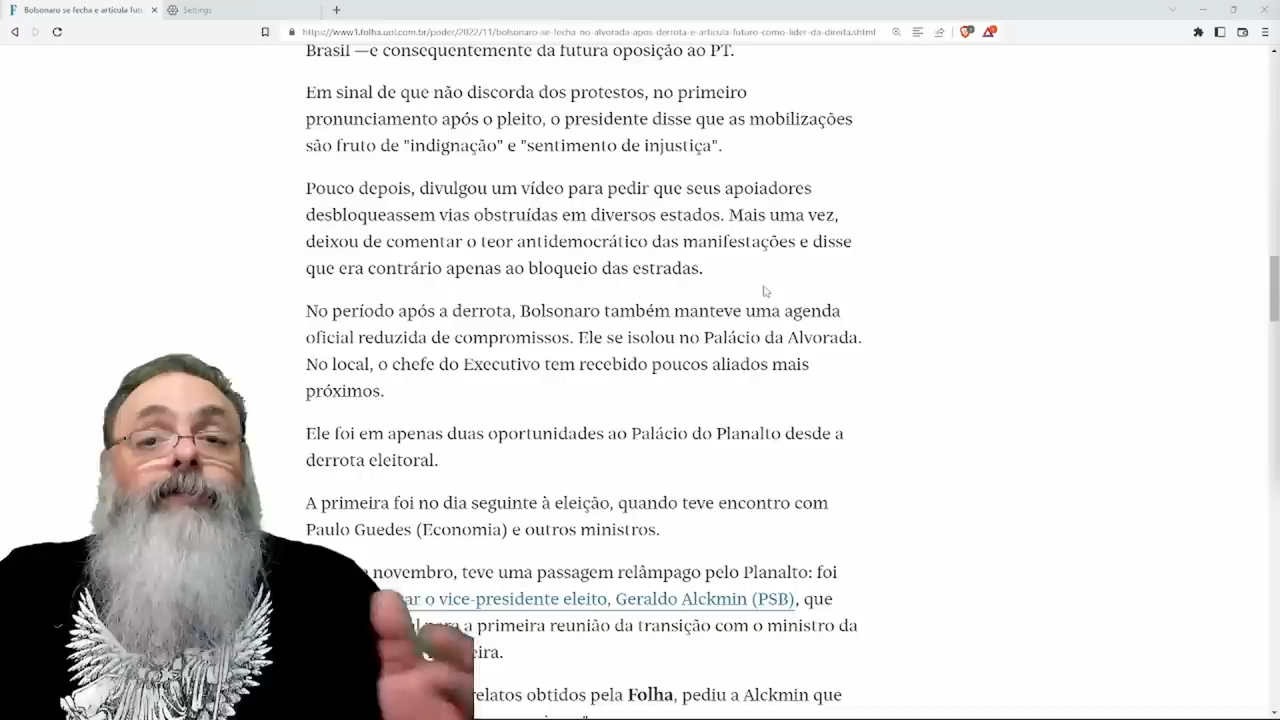 Bolsonaro se fecha e articula futu
Settings
https://www1.folha.uol.com.br/poder/2022/11/bolsonaro-se-fecha-no-alvorada-apos-derrota-e-articula-futuro-como-lider-da-direita.shtml
Brasil —e consequentemente da futura oposição ao PT.
Em sinal de que não discorda dos protestos, no primeiro
pronunciamento após o pleito, o presidente disse que as mobilizações
são fruto de "indignação" e "sentimento de injustiça".
Pouco depois, divulgou um vídeo para pedir que seus apoiadores
desbloqueassem vias obstruídas em diversos estados. Mais uma vez,
deixou de comentar o teor antidemocrático das manifestações e disse
que era contrário apenas ao bloqueio das estradas.
No período após a derrota, Bolsonaro também manteve uma agenda
oficial reduzida de compromissos. Ele se isolou no Palácio da Alvorada.
No local, o chefe do Executivo tem recebido poucos aliados mais
próximos.
Ele foi em apenas duas oportunidades ao Palácio do Planalto desde a
derrota eleitoral.
A primeira foi no dia seguinte à eleição, quando teve encontro com
Paulo Guedes (Economia) e outros ministros.
novembro, teve uma passagem relâmpago pelo Planalto: foi
ar o vice-presidente eleito, Geraldo Alckmin (PSB), que
a primeira reunião da transição com o ministro da
eira.
relatos obtidos pela Folha, pediu a Alckmin que